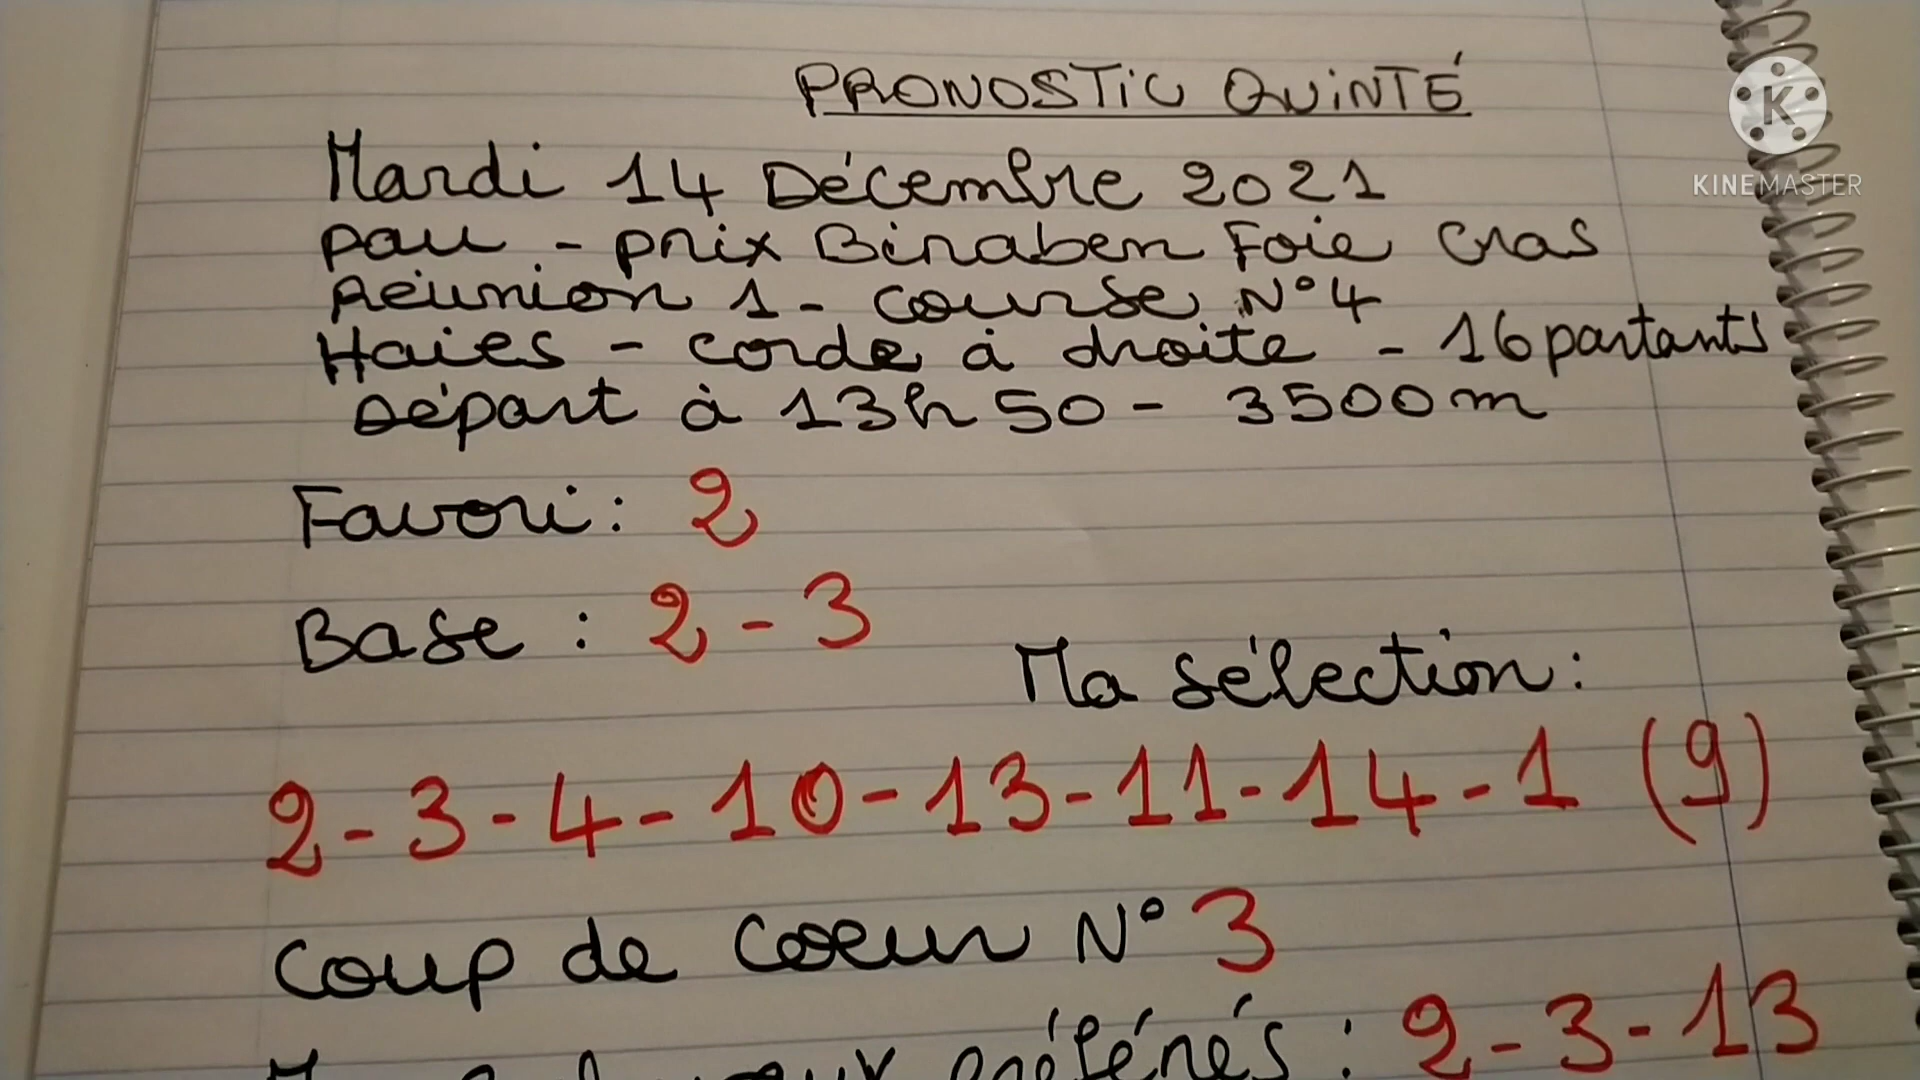 PRONOSTIC QUINTÉ
KINEMASTER
Mardi 14 Décembre 2021
pau - prix Biraben Foie Gras
Réunion 1 - course N°4
Haies - corde à droite - 16 partants
Départ à 13h50 - 3500m
Favori : 2
Base : 2 - 3
Ma sélection :
2 - 3 - 4 - 10 - 13 - 11 - 14 - 1 (9)
Coup de coeur N° 3
préférés : 2 - 3 - 13